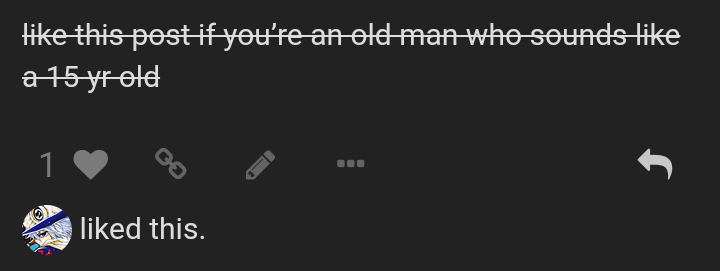 like this post if you’re an old man who sounds like
a 15 yr old
1
liked this.